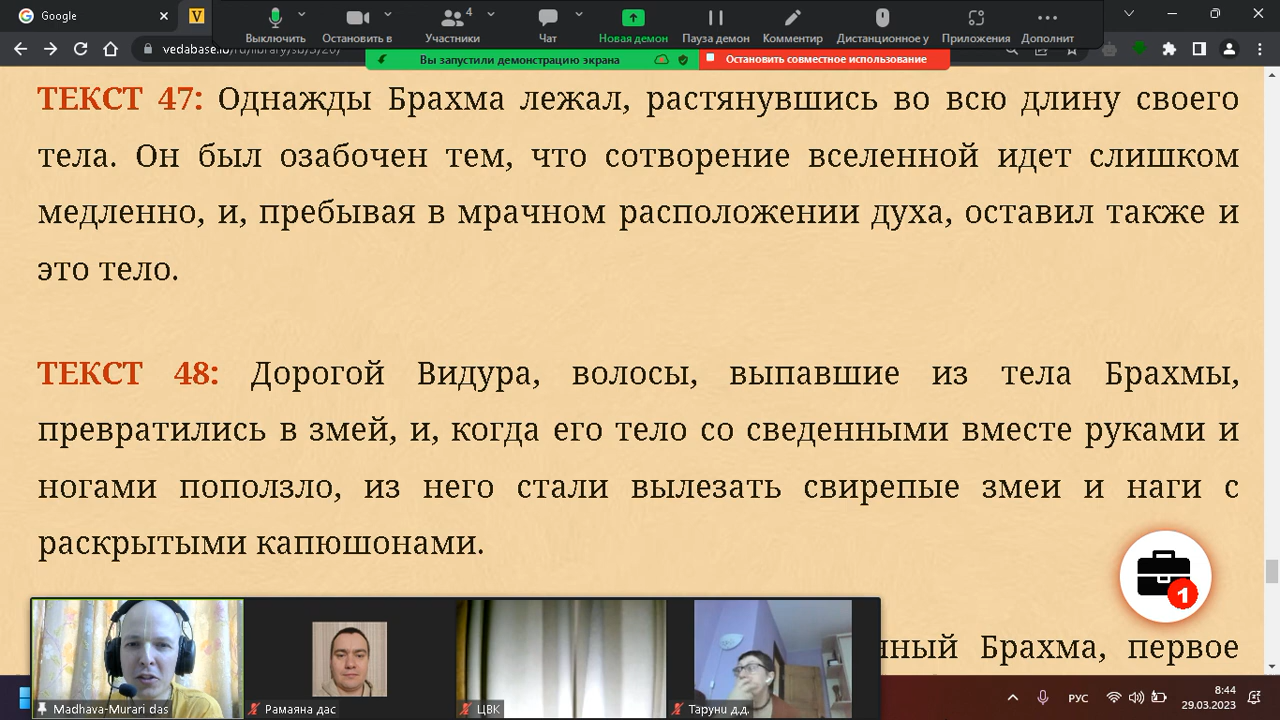 Google
Выключить
Остановить в
4
Участники
Чат
Новая демон
Пауза демон
Комментир
Дистанционное у
Приложения
Дополнит
Вы запустили демонстрацию экрана
Остановить совместное использование
ТЕКСТ 47: Однажды Брахма лежал, растянувшись во всю длину своего
тела. Он был озабочен тем, что сотворение вселенной идет слишком
медленно, и, пребывая в мрачном расположении духа, оставил также и
это тело.
ТЕКСТ 48: Дорогой Видура, волосы, выпавшие из тела Брахмы,
превратились в змей, и, когда его тело со сведенными вместе руками и
ногами поползло, из него стали вылезать свирепые змеи и наги с
раскрытыми капюшонами.
1
Брахма, первое
Madhava-Murari das
Рамаяна дас
ЦВК
Таруни д.д.
РУС
8:44
29.03.2023